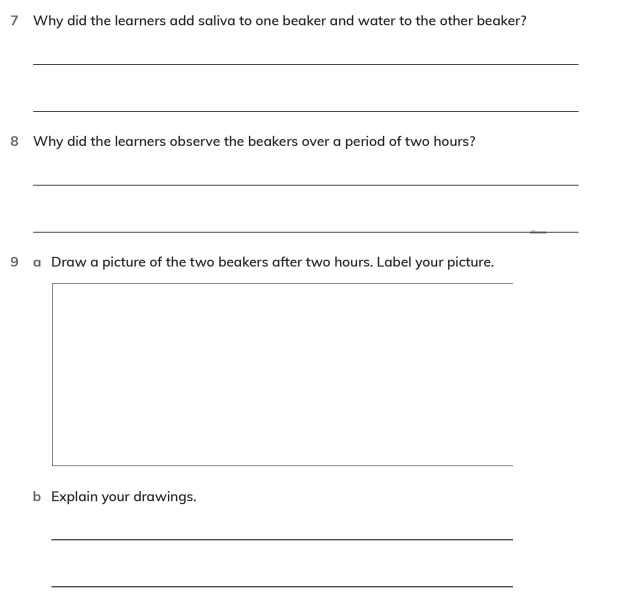 7 Why did the learners add saliva to one beaker and water to the other beaker?
8 Why did the learners observe the beakers over a period of two hours?
9 a Draw a picture of the two beakers after two hours. Label your picture.
b Explain your drawings.